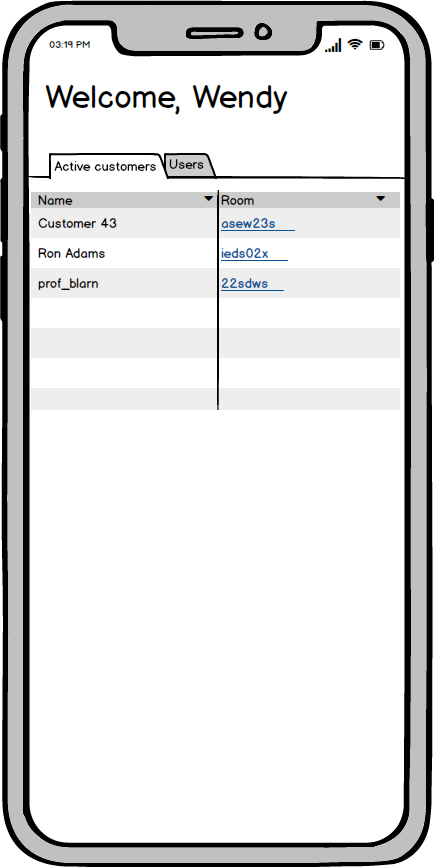 03:19 PM
Welcome, Wendy
Active customers Users
Name Room
Customer 43 asew23s
Ron Adams ieds02x
prof_blarn 22sdws